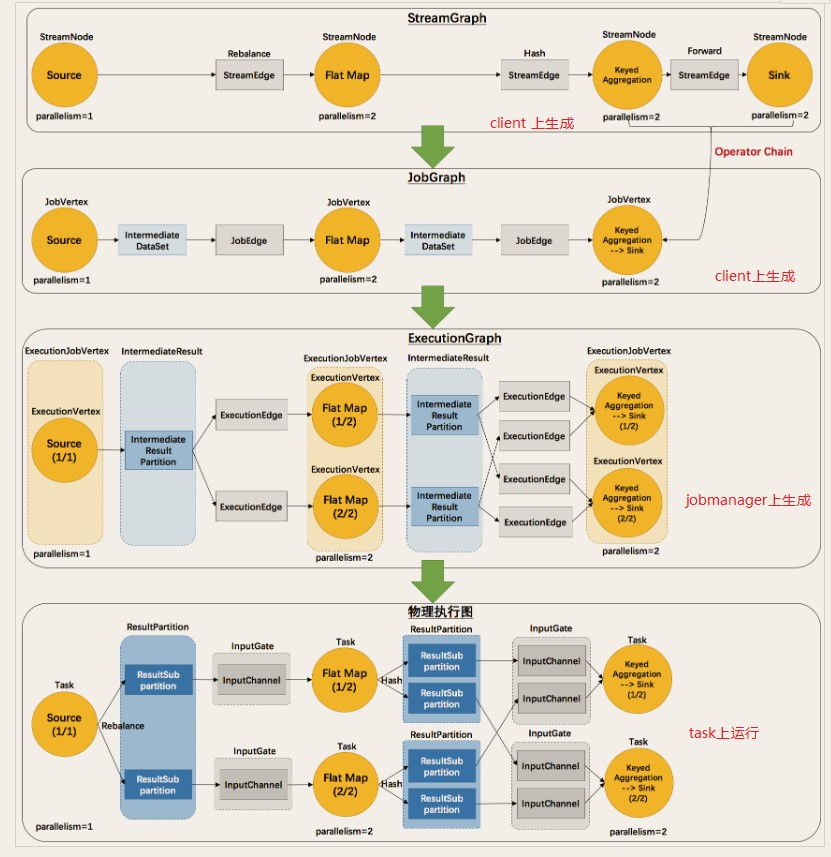 StreamGraph
StreamNode
Source
parallelism=1
Rebalance
StreamEdge
StreamNode
Flat Map
parallelism=2
Hash
StreamEdge
StreamNode
Keyed
Aggregation
parallelism=2
Forward
StreamEdge
StreamNode
Sink
parallelism=2
client 上生成
Operator Chain
JobGraph
JobVertex
Source
parallelism=1
Intermediate
DataSet
JobEdge
JobVertex
Flat Map
parallelism=2
Intermediate
DataSet
JobEdge
JobVertex
Keyed
Aggregation
--> Sink
parallelism=2
client上生成
ExecutionGraph
ExecutionJobVertex
ExecutionVertex
Source
(1/1)
parallelism=1
IntermediateResult
Intermediate
Result
Partition
ExecutionEdge
ExecutionEdge
ExecutionJobVertex
ExecutionVertex
Flat Map
(1/2)
ExecutionVertex
Flat Map
(2/2)
parallelism=2
IntermediateResult
Intermediate
Result
Partition
Intermediate
Result
Partition
ExecutionEdge
ExecutionEdge
ExecutionEdge
ExecutionEdge
ExecutionJobVertex
ExecutionVertex
Keyed
Aggregation
--> Sink
(1/2)
ExecutionVertex
Keyed
Aggregation
--> Sink
(2/2)
parallelism=2
jobmanager上生成
物理执行图
Task
Source
(1/1)
parallelism=1
Rebalance
ResultPartition
ResultSub
partition
ResultSub
partition
InputGate
InputChannel
InputGate
InputChannel
Task
Flat Map
(1/2)
Hash
Task
Flat Map
(2/2)
Hash
parallelism=2
ResultPartition
ResultSub
partition
ResultSub
partition
ResultPartition
ResultSub
partition
ResultSub
partition
InputGate
InputChannel
InputChannel
InputGate
InputChannel
InputChannel
Task
Keyed
Aggregation
--> Sink
(1/2)
Task
Keyed
Aggregation
--> Sink
(2/2)
parallelism=2
task上运行